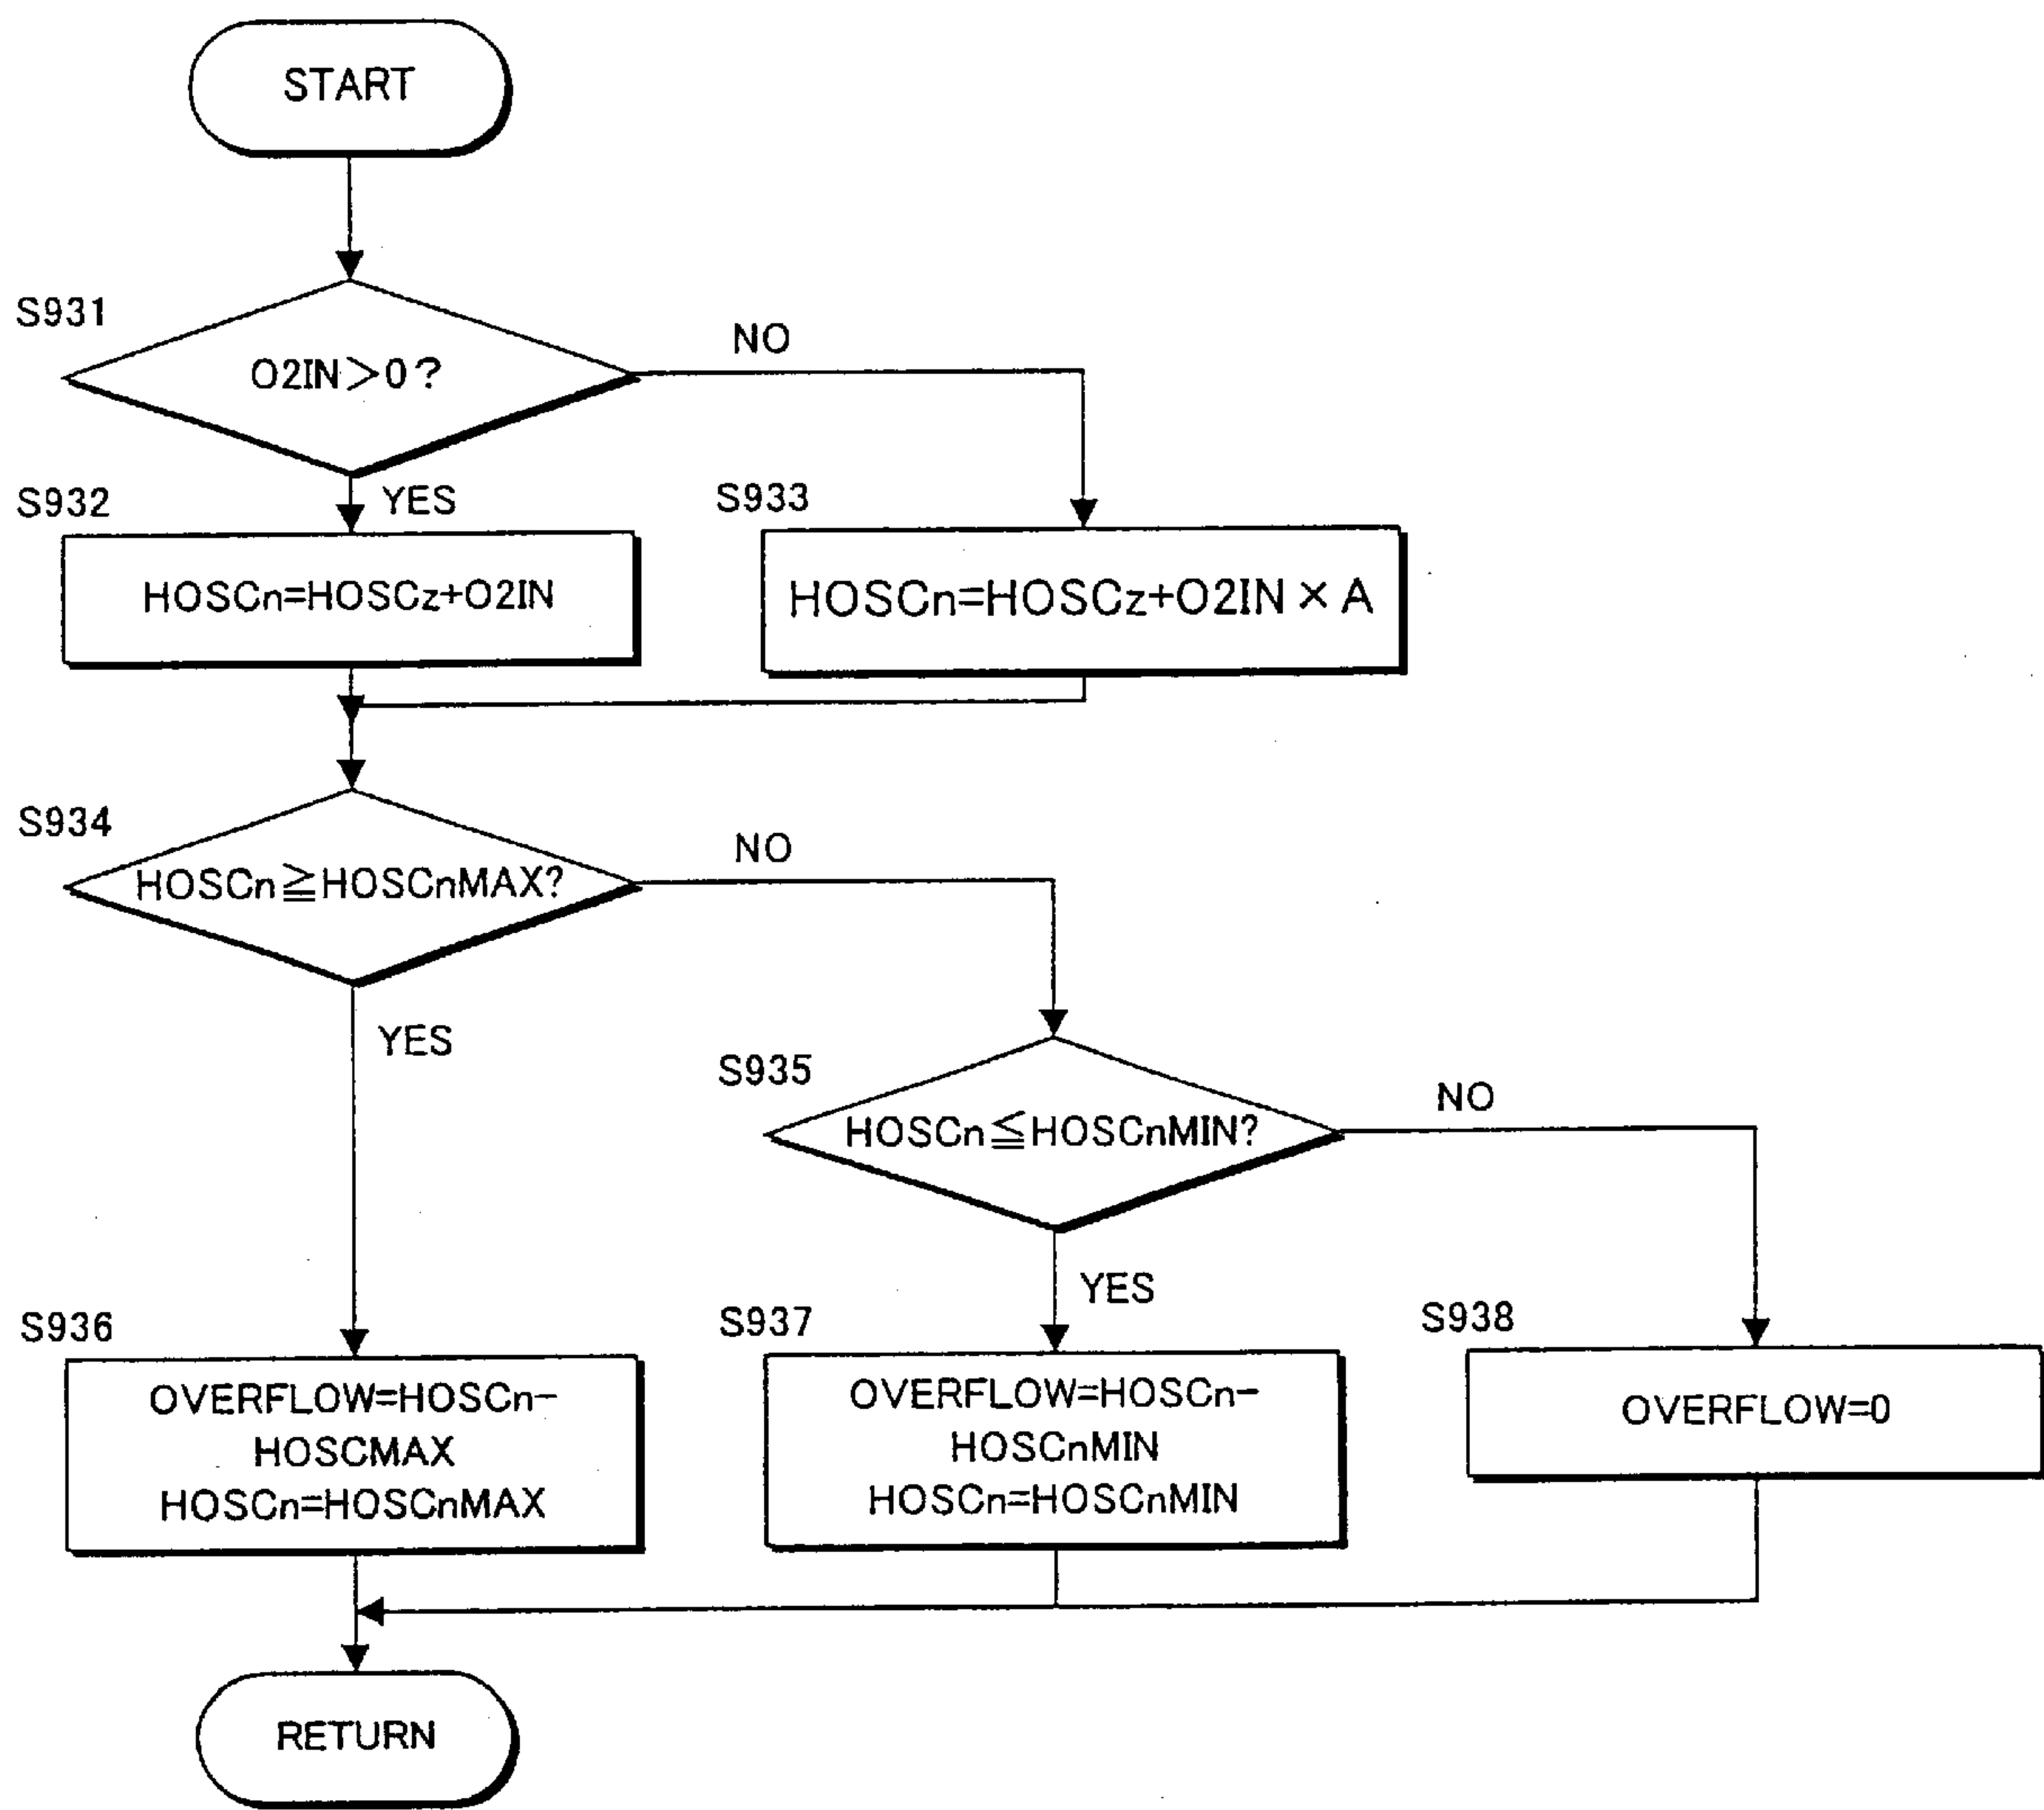 START
S931
O2IN>0?
NO
S932
YES
S933
HOSCn=HOSCz+O2IN
HOSCn=HOSCz+O2IN×A
S934
HOSCn≧HOSCnMAX?
NO
YES
S935
HOSCn≦HOSCnMIN?
NO
YES
S936
OVERFLOW=HOSCn-
HOSCMAX
HOSCn=HOSCnMAX
S937
OVERFLOW=HOSCn-
HOSCnMIN
HOSCn=HOSCnMIN
S938
OVERFLOW=0
RETURN